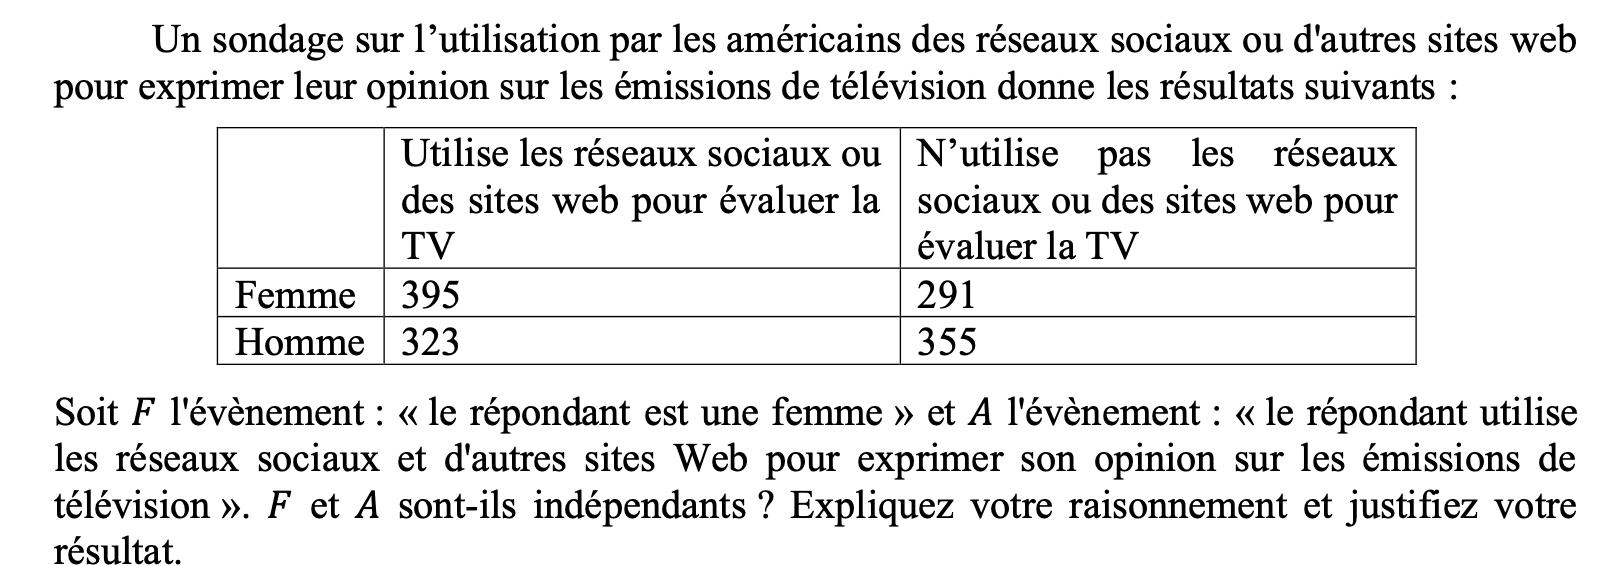 Un sondage sur l’utilisation par les américains des réseaux sociaux ou d'autres sites web
pour exprimer leur opinion sur les émissions de télévision donne les résultats suivants :
Utilise les réseaux sociaux ou
des sites web pour évaluer la
TV
N’utilise pas les réseaux
sociaux ou des sites web pour
évaluer la TV
Femme 395 291
Homme 323 355
Soit F l'évènement : « le répondant est une femme » et A l'évènement : « le répondant utilise
les réseaux sociaux et d'autres sites Web pour exprimer son opinion sur les émissions de
télévision ». F et A sont-ils indépendants ? Expliquez votre raisonnement et justifiez votre
résultat.